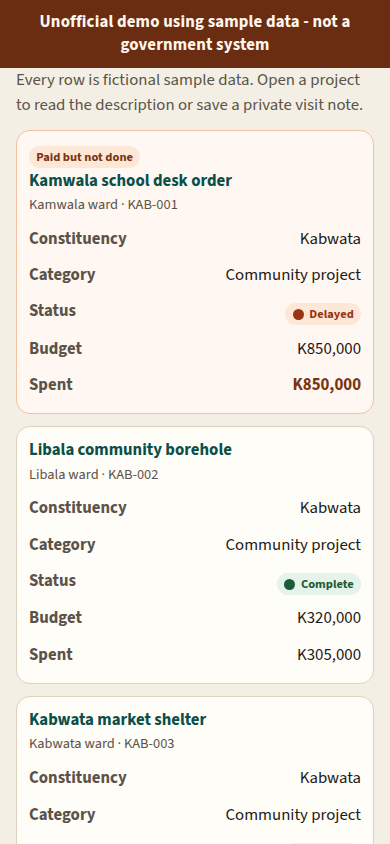 Unofficial demo using sample data - not a
government system
Every row is fictional sample data. Open a project
to read the description or save a private visit note.
Paid but not done
Kamwala school desk order
Kamwala ward · KAB-001
Constituency Kabwata
Category Community project
Status Delayed
Budget K850,000
Spent K850,000
Libala community borehole
Libala ward · KAB-002
Constituency Kabwata
Category Community project
Status Complete
Budget K320,000
Spent K305,000
Kabwata market shelter
Kabwata ward · KAB-003
Constituency Kabwata
Category Community project